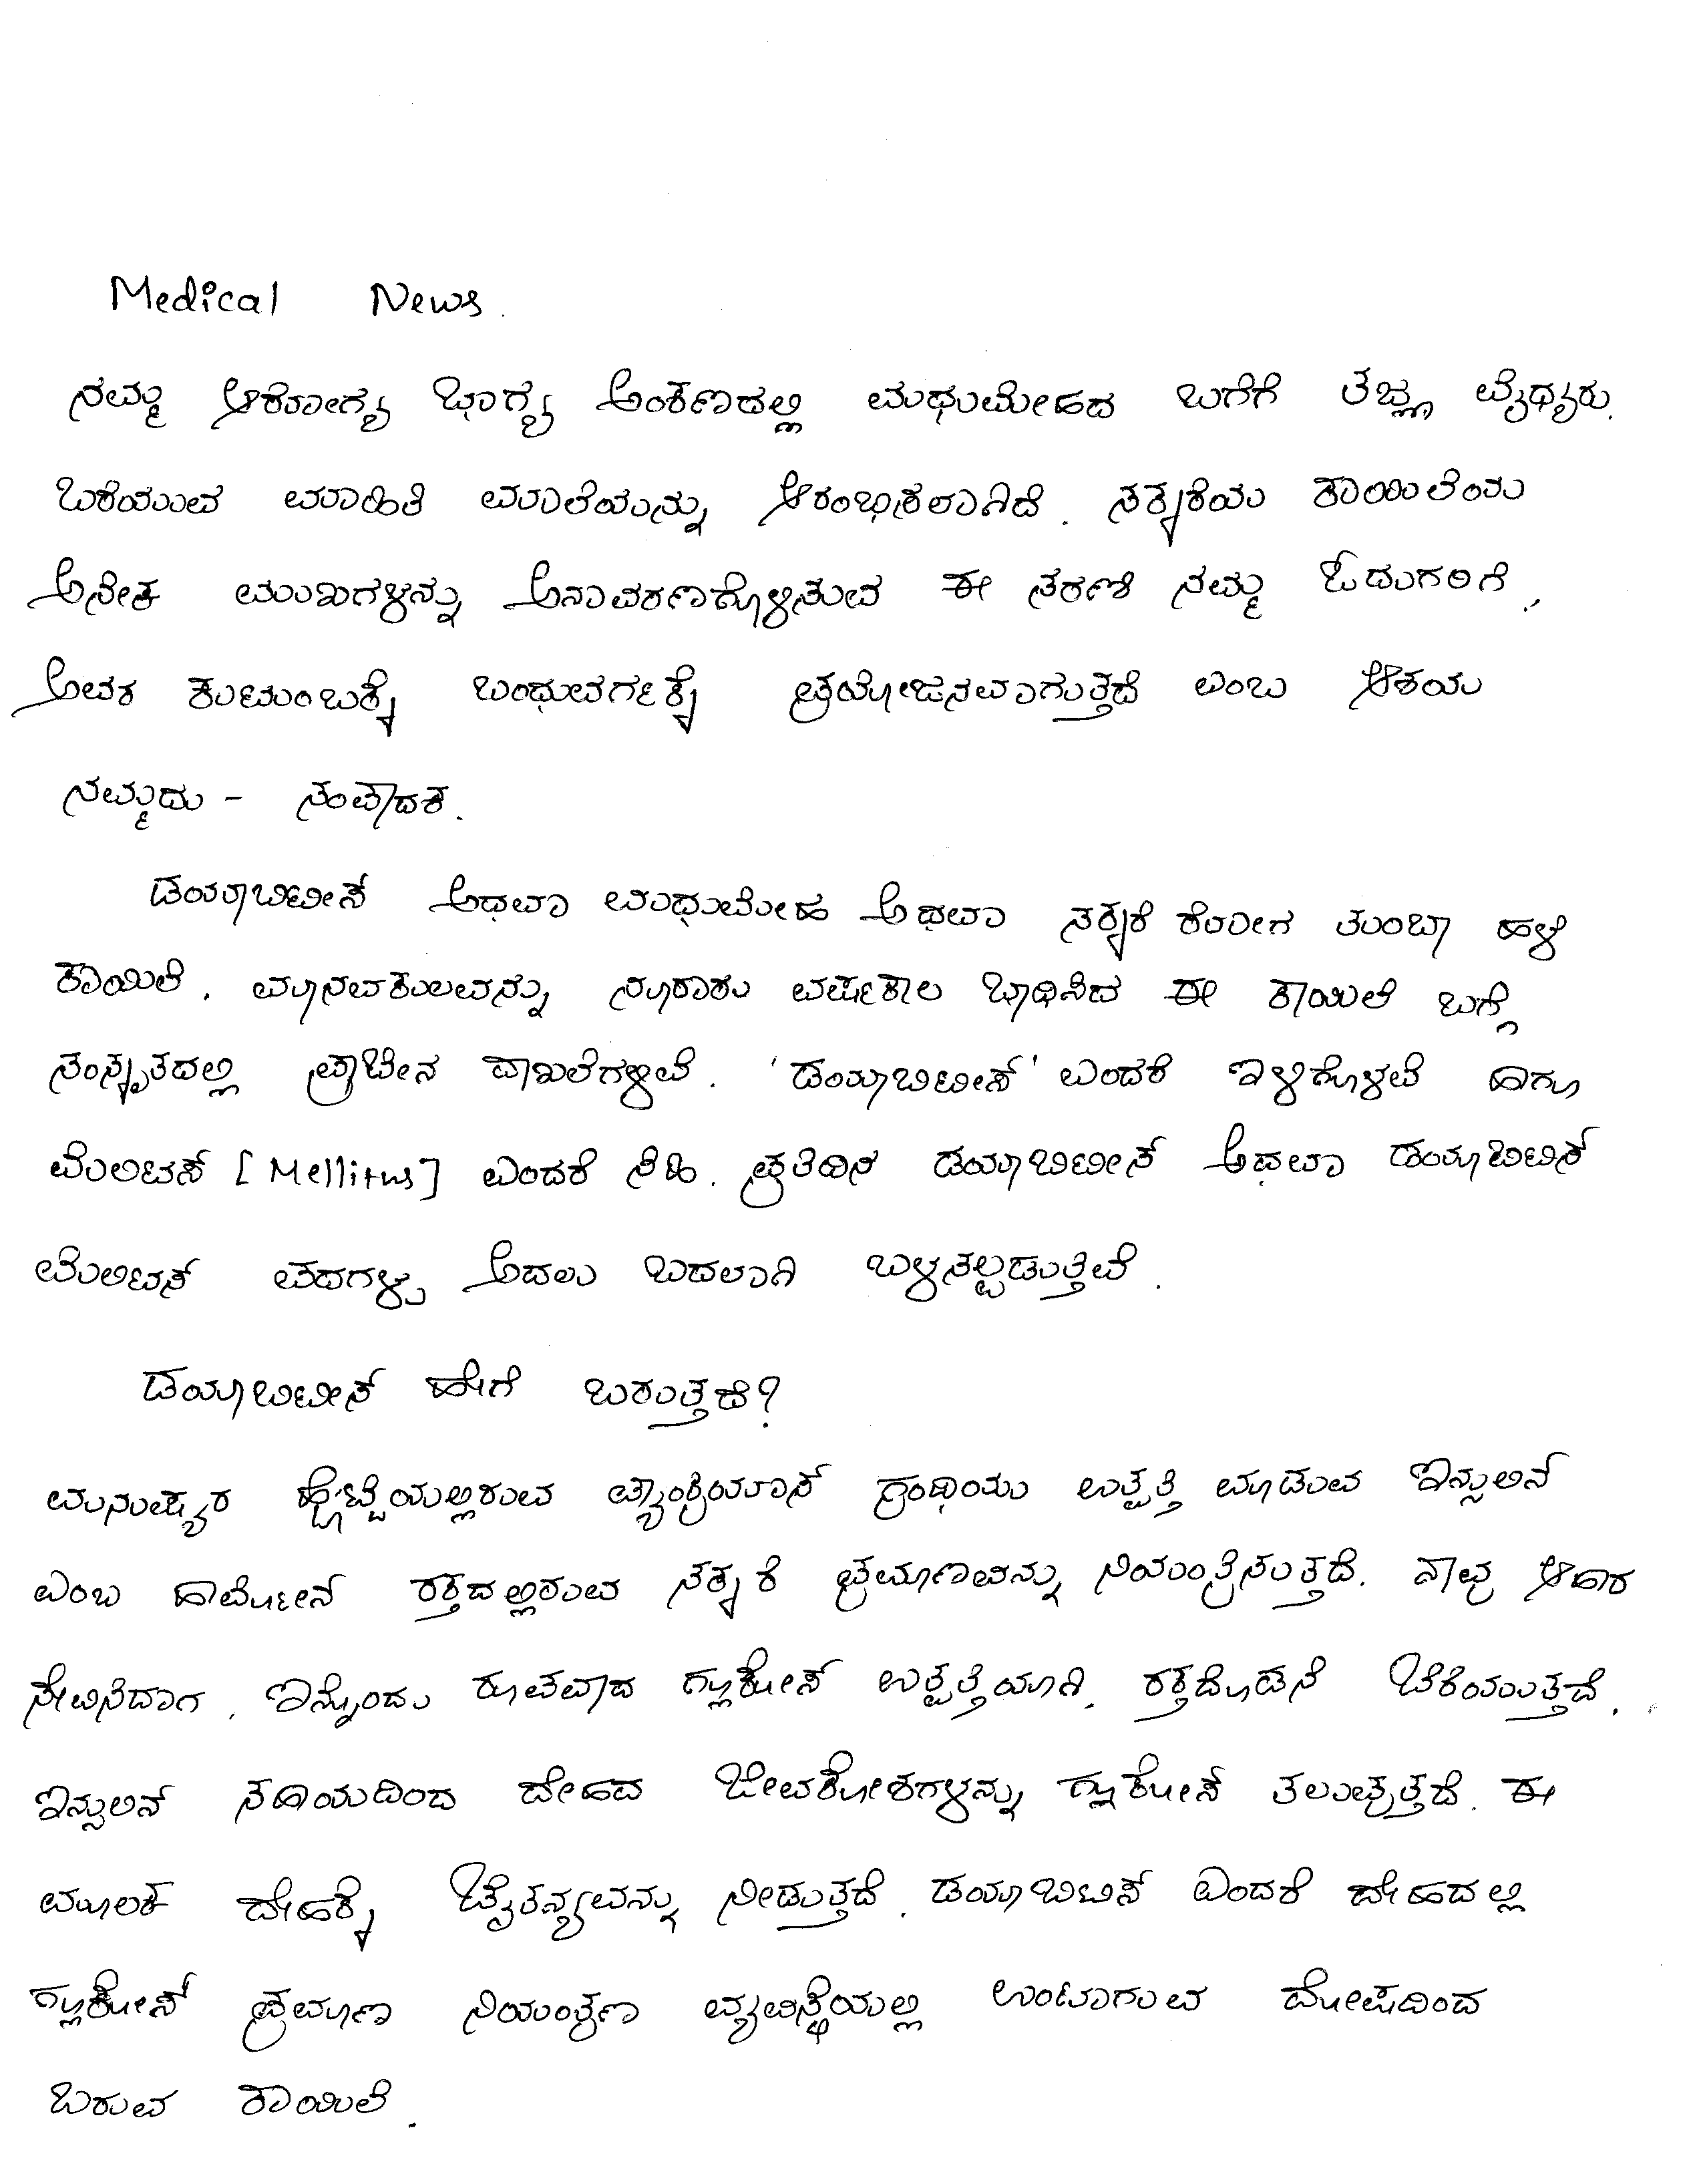 Medical News.
ನಮ್ಮ ಆರೋಗ್ಯ ಭಾಗ್ಯ ಅಂಕಣದಲ್ಲಿ ಮಧುಮೇಹದ ಬಗೆಗೆ ತಜ್ಞ ವೈಧ್ಯರು.
ಬರೆಯುವ ಮಾಹಿತಿ ಮಾಲೆಯನ್ನು ಆರಂಭಿಸಲಾಗಿದೆ. ಸಕ್ಕರೆಯ ಕಾಯಿಲೆಯ
ಅನೇಕ ಮುಖಗಳನ್ನು ಅನಾವರಣಗೊಳಿಸುವ ಈ ಸರಣಿ ನಮ್ಮ ಓದುಗರಿಗೆ,
ಅವರ ಕುಟುಂಬಕ್ಕೆ ಬಂಧುವರ್ಗಕ್ಕೆ ಪ್ರಯೋಜನವಾಗುತ್ತದೆ ಎಂಬ ಆಶಯ
ನಮ್ಮದು - ಸಂಪಾದಕ.
ಡಯಾಬಿಟೀಸ್ ಅಥವಾ ಮಧುಮೇಹ ಅಥವಾ ಸಕ್ಕರೆ ರೋಗ ತುಂಬಾ ಹಳೆ
ಕಾಯಿಲೆ. ಮಾನವಕುಲವನ್ನು ನೂರಾರು ವರ್ಷಕಾಲ ಭಾಧಿಸಿದ ಈ ಕಾಯಿಲೆ ಬಗ್ಗೆ
ಸಂಸ್ಕೃತದಲ್ಲಿ ಪ್ರಾಚೀನ ದಾಖಲೆಗಳಿವೆ. 'ಡಯಾಬಿಟೀಸ್' ಎಂದರೆ ಇಳಿಗೊಳವೆ ಹಾಗೂ
ಮೆಲಿಟಸ್ [Mellitus] ಎಂದರೆ ಸಿಹಿ. ಪ್ರತಿದಿನ ಡಯಾಬಿಟೀಸ್ ಅಥವಾ ಡಯಾಬಿಟಿಸ್
ಮೆಲಿಟಸ್ ಪದಗಳು ಅದಲು ಬದಲಾಗಿ ಬಳಸಲ್ಪಡುತ್ತಿವೆ.
ಡಯಾಬಿಟೀಸ್ ಹೇಗೆ ಬರುತ್ತದೆ?
ಮನುಷ್ಯರ ಹೊಟ್ಟೆಯಲ್ಲಿರುವ ಪ್ಯಾಂಕ್ರಿಯಾಸ್ ಗ್ರಂಥಿಯು ಉತ್ಪತ್ತಿ ಮಾಡುವ ಇನ್ಸುಲಿನ್
ಎಂಬ ಹಾರ್ಮೋನ್ ರಕ್ತದಲ್ಲಿರುವ ಸಕ್ಕರೆ ಪ್ರಮಾಣವನ್ನು ನಿಯಂತ್ರಿಸುತ್ತದೆ. ನಾವು ಆಹಾರ
ಸೇವಿಸಿದಾಗ, ಇನ್ನೊಂದು ರೂಪವಾದ ಗ್ಲೂಕೋಸ್ ಉತ್ಪತ್ತಿಯಾಗಿ, ರಕ್ತದೊಡನೆ ಬೆರೆಯುತ್ತದೆ.
ಇನ್ಸುಲಿನ್ ಸಹಾಯದಿಂದ ದೇಹದ ಜೀವಕೋಶಗಳನ್ನು ಗ್ಲೂಕೋಸ್ ತಲುಪುತ್ತದೆ. ಈ
ಮೂಲಕ ದೇಹಕ್ಕೆ ಚೈತನ್ಯವನ್ನು ನೀಡುತ್ತದೆ. ಡಯಾಬಿಟಿಸ್ ಎಂದರೆ ದೇಹದಲ್ಲಿ
ಗ್ಲೂಕೋಸ್ ಪ್ರಮಾಣ ನಿಯಂತ್ರಣ ವ್ಯವಸ್ಥೆಯಲ್ಲಿ ಉಂಟಾಗುವ ದೋಷದಿಂದ
ಬರುವ ಕಾಯಿಲೆ.